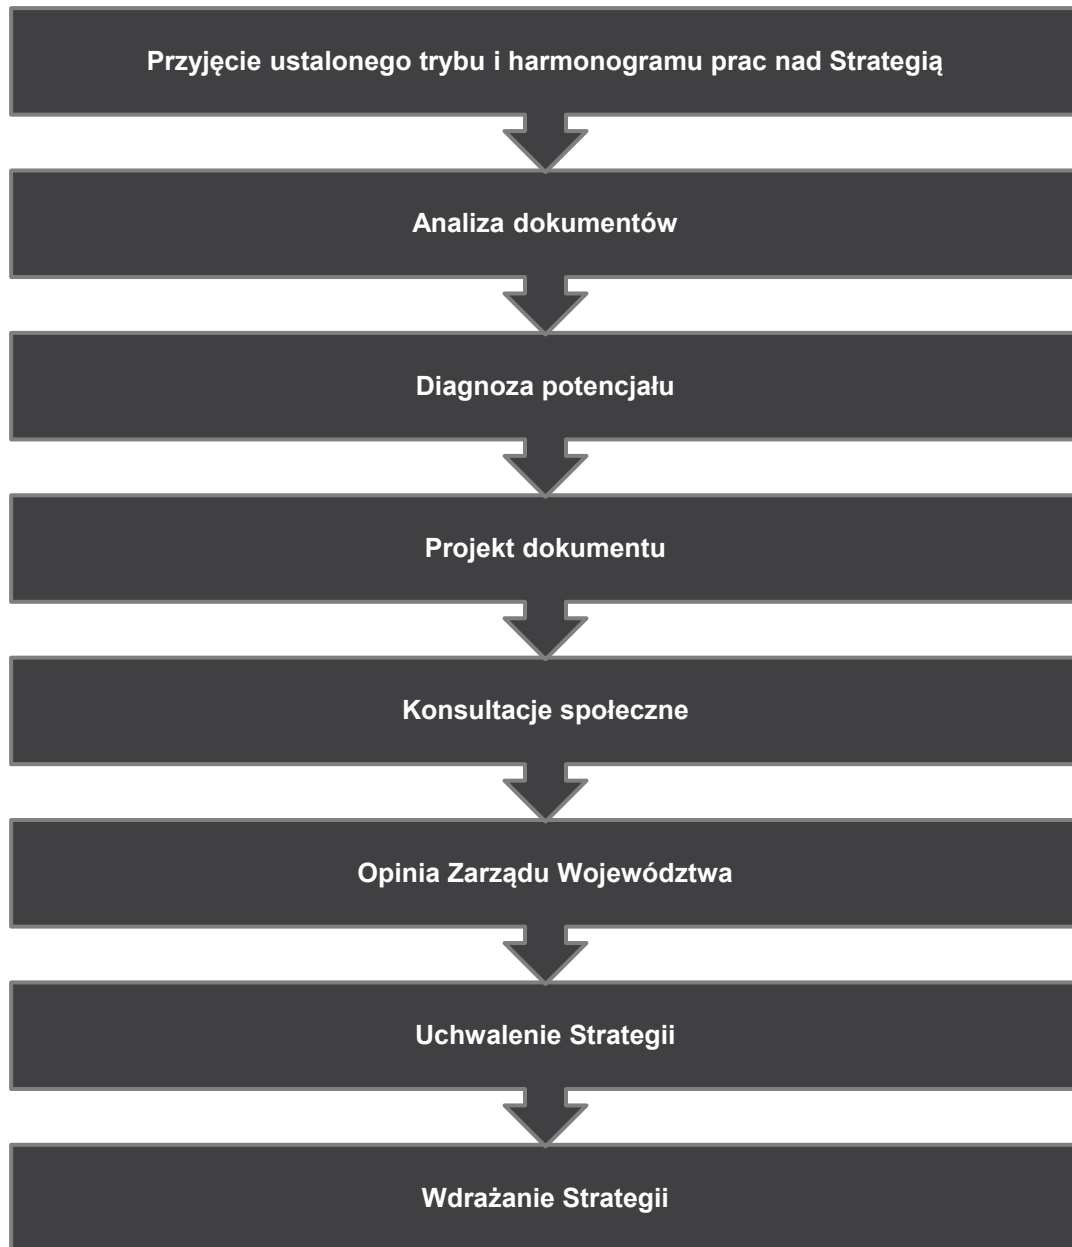 Przyjęcie ustalonego trybu i harmonogramu prac nad Strategią
Analiza dokumentów
Diagnoza potencjału
Projekt dokumentu
Konsultacje społeczne
Opinia Zarządu Województwa
Uchwalenie Strategii
Wdrażanie Strategii